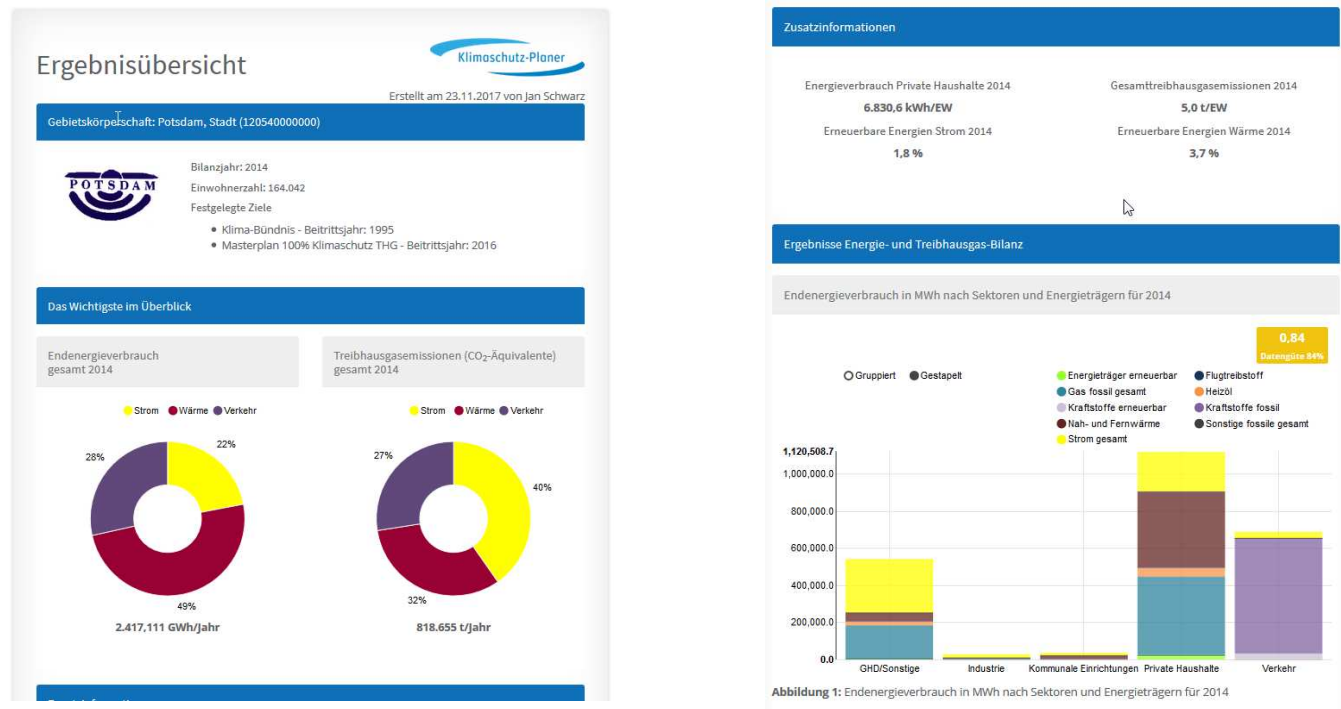 Ergebnisübersicht
Klimaschutz-Planer
Erstellt am 23.11.2017 von Jan Schwarz
Gebietskörperschaft: Potsdam, Stadt (120540000000)
POTSDAM
Bilanzjahr: 2014
Einwohnerzahl: 164.042
Festgelegte Ziele
Klima-Bündnis - Beitrittsjahr: 1995
Masterplan 100% Klimaschutz THG - Beitrittsjahr: 2016
Das Wichtigste im Überblick
Endenergieverbrauch
gesamt 2014
Strom Wärme Verkehr
28%
22%
49%
2.417,111 GWh/Jahr
Treibhausgasemissionen (CO₂-Äquivalente)
gesamt 2014
Strom Wärme Verkehr
27%
40%
32%
818.655 t/Jahr
Zusatzinformationen
Energieverbrauch Private Haushalte 2014
6.830,6 kWh/EW
Gesamttreibhausgasemissionen 2014
5,0 t/EW
Erneuerbare Energien Strom 2014
1,8 %
Erneuerbare Energien Wärme 2014
3,7 %
Ergebnisse Energie- und Treibhausgas-Bilanz
Endenergieverbrauch in MWh nach Sektoren und Energieträgern für 2014
0,84
Datengüte 84%
Gruppiert Gestapelt
Energieträger erneuerbar Flugtreibstoff
Gas fossil gesamt Heizöl
Kraftstoffe erneuerbar Kraftstoffe fossil
Nah- und Fernwärme Sonstige fossile gesamt
Strom gesamt
1,120,508.7
1,000,000.0
800,000.0
600,000.0
400,000.0
200,000.0
0.0
GHD/Sonstige Industrie Kommunale Einrichtungen Private Haushalte Verkehr
Abbildung 1: Endenergieverbrauch in MWh nach Sektoren und Energieträgern für 2014